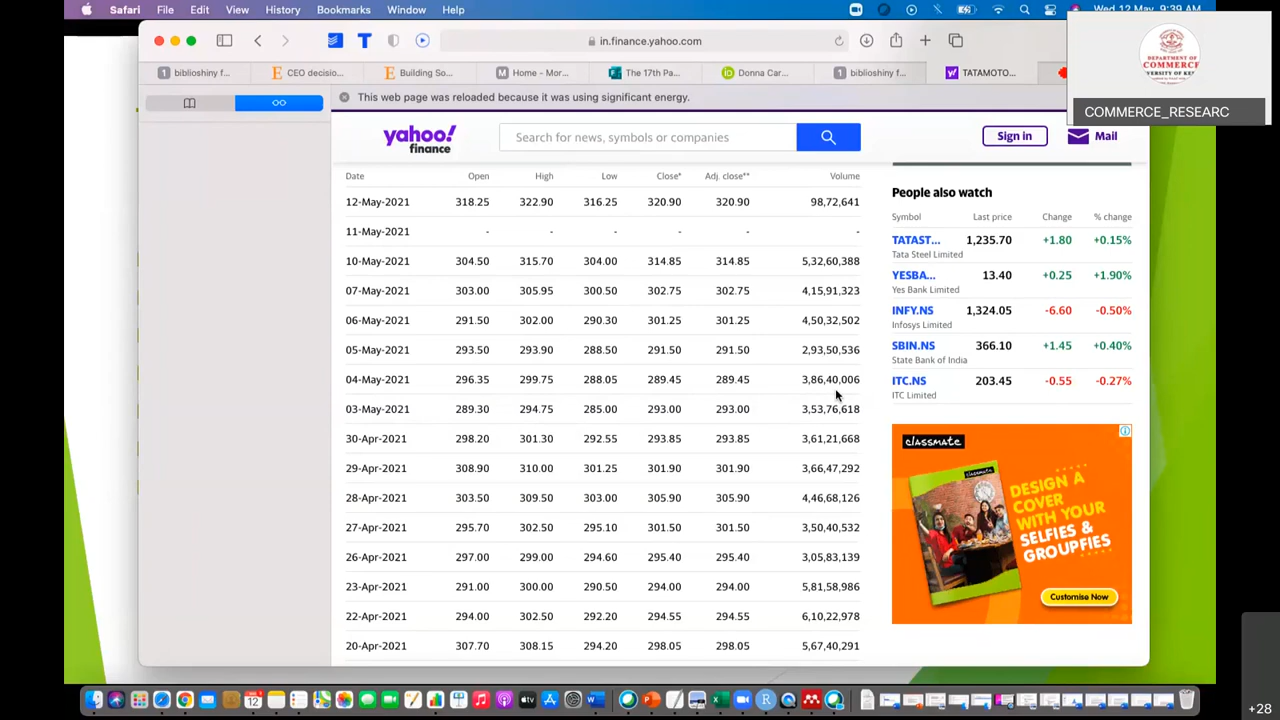 Safari File Edit View History Bookmarks Window Help
Wed 12 May 9:39 AM
in.finance.yahoo.com
biblioshiny f... CEO decisio... Building So... Home - Mor... The 17th Pa... Donna Car... biblioshiny f... TATAMOTO...
This web page was reloaded because it was using significant energy.
DEPARTMENT OF
COMMERCE
COMMERCE_RESEARC
yahoo!
finance
Search for news, symbols or companies
Sign in
Mail
Date Open High Low Close* Adj. close** Volume
12-May-2021 318.25 322.90 316.25 320.90 320.90 98,72,641
11-May-2021 - - - - - -
10-May-2021 304.50 315.70 304.00 314.85 314.85 5,32,60,388
07-May-2021 303.00 305.95 300.50 302.75 302.75 4,15,91,323
06-May-2021 291.50 302.00 290.30 301.25 301.25 4,50,32,502
05-May-2021 293.50 293.90 288.50 291.50 291.50 2,93,50,536
04-May-2021 296.35 299.75 288.05 289.45 289.45 3,86,40,006
03-May-2021 289.30 294.75 285.00 293.00 293.00 3,53,76,618
30-Apr-2021 298.20 301.30 292.55 293.85 293.85 3,61,21,668
29-Apr-2021 308.90 310.00 301.25 301.90 301.90 3,66,47,292
28-Apr-2021 303.50 309.50 303.00 305.90 305.90 4,46,68,126
27-Apr-2021 295.70 302.50 295.10 301.50 301.50 3,50,40,532
26-Apr-2021 297.00 299.00 294.60 295.40 295.40 3,05,83,139
23-Apr-2021 291.00 300.00 290.50 294.00 294.00 5,81,58,986
22-Apr-2021 294.00 302.50 292.20 294.55 294.55 6,10,22,978
20-Apr-2021 307.70 308.15 294.20 298.05 298.05 5,67,40,291
People also watch
Symbol Last price Change % change
TATAST... 1,235.70 +1.80 +0.15%
Tata Steel Limited
YESBA... 13.40 +0.25 +1.90%
Yes Bank Limited
INFY.NS 1,324.05 -6.60 -0.50%
Infosys Limited
SBIN.NS 366.10 +1.45 +0.40%
State Bank of India
ITC.NS 203.45 -0.55 -0.27%
ITC Limited
classmate
DESIGN A
COVER
WITH YOUR
SELFIES &
GROUPFIES
Customise Now
+28